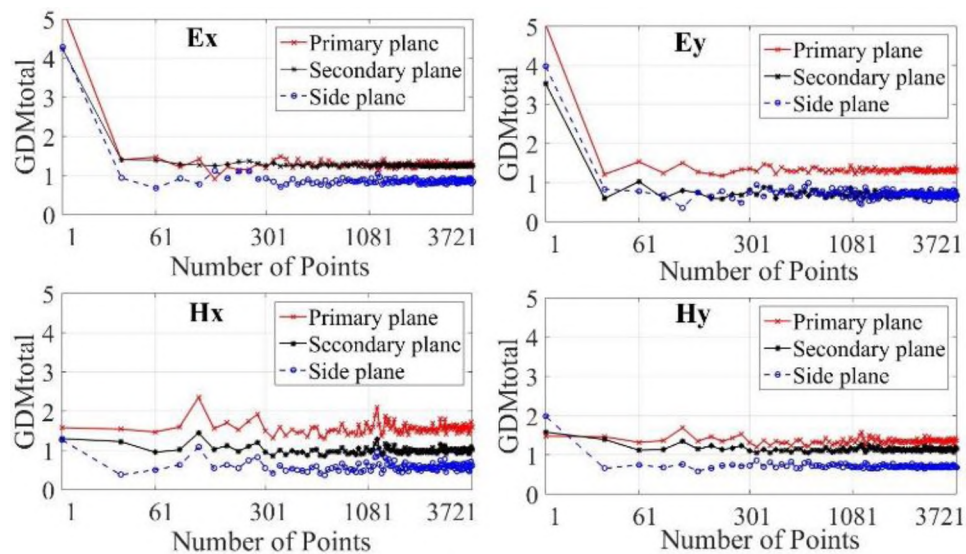 Ex
5
4
3
2
1
0
GDMtotal
Primary plane
Secondary plane
Side plane
1 61 301 1081 3721
Number of Points
Ey
5
4
3
2
1
0
GDMtotal
Primary plane
Secondary plane
Side plane
1 61 301 1081 3721
Number of Points
Hx
5
4
3
2
1
0
GDMtotal
Primary plane
Secondary plane
Side plane
1 61 301 1081 3721
Number of Points
Hy
5
4
3
2
1
0
GDMtotal
Primary plane
Secondary plane
Side plane
1 61 301 1081 3721
Number of Points